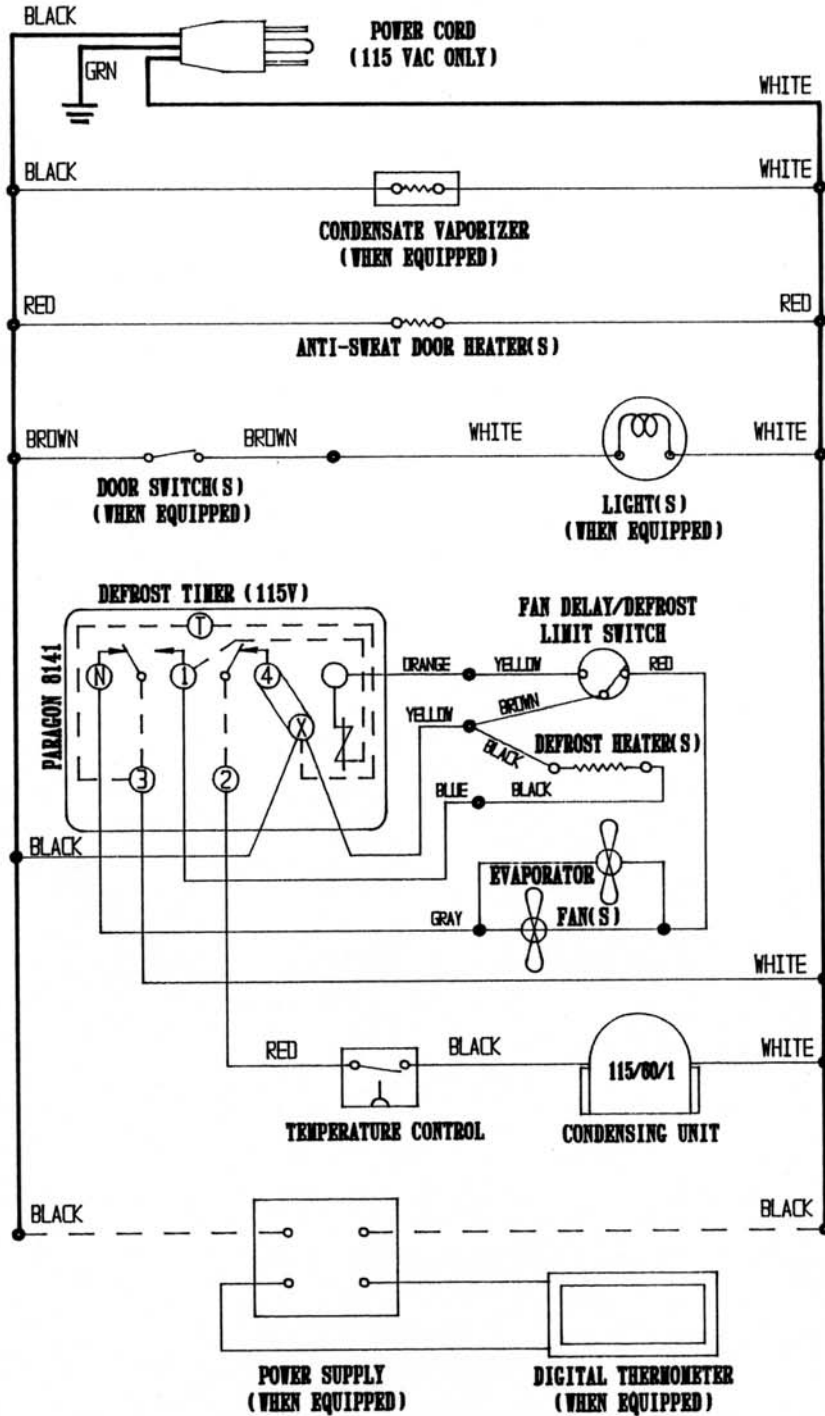 BLACK
POWER CORD
(115 VAC ONLY)
GRN
WHITE
BLACK
WHITE
CONDENSATE VAPORIZER
(WHEN EQUIPPED)
RED
RED
ANTI-SWEAT DOOR HEATER(S)
BROWN
BROWN
WHITE
WHITE
DOOR SWITCH(S)
(WHEN EQUIPPED)
LIGHT(S)
(WHEN EQUIPPED)
DEFROST TIMER (115V)
FAN DELAY/DEFROST
LIMIT SWITCH
PARAGON 8141
T
N
1
4
ORANGE
YELLOW
RED
X
YELLOW
BROWN
BLACK
DEFROST HEATER(S)
3
2
BLUE
BLACK
BLACK
EVAPORATOR
FAN(S)
GRAY
WHITE
RED
BLACK
WHITE
115/60/1
TEMPERATURE CONTROL
CONDENSING UNIT
BLACK
BLACK
POWER SUPPLY
(WHEN EQUIPPED)
DIGITAL THERMOMETER
(WHEN EQUIPPED)